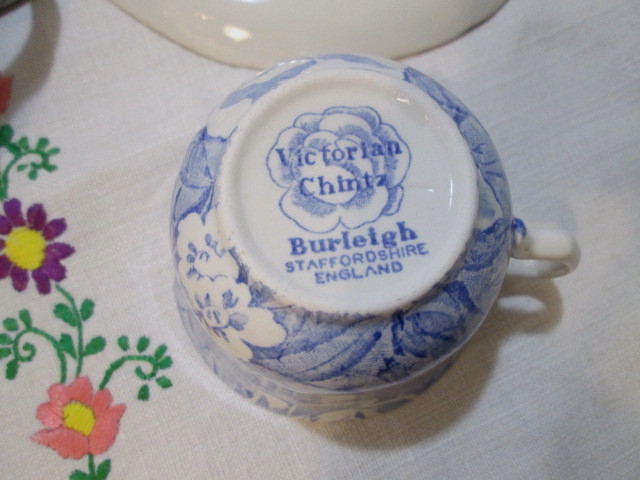 Victorian
Chintz
Burleigh
STAFFORDSHIRE
ENGLAND